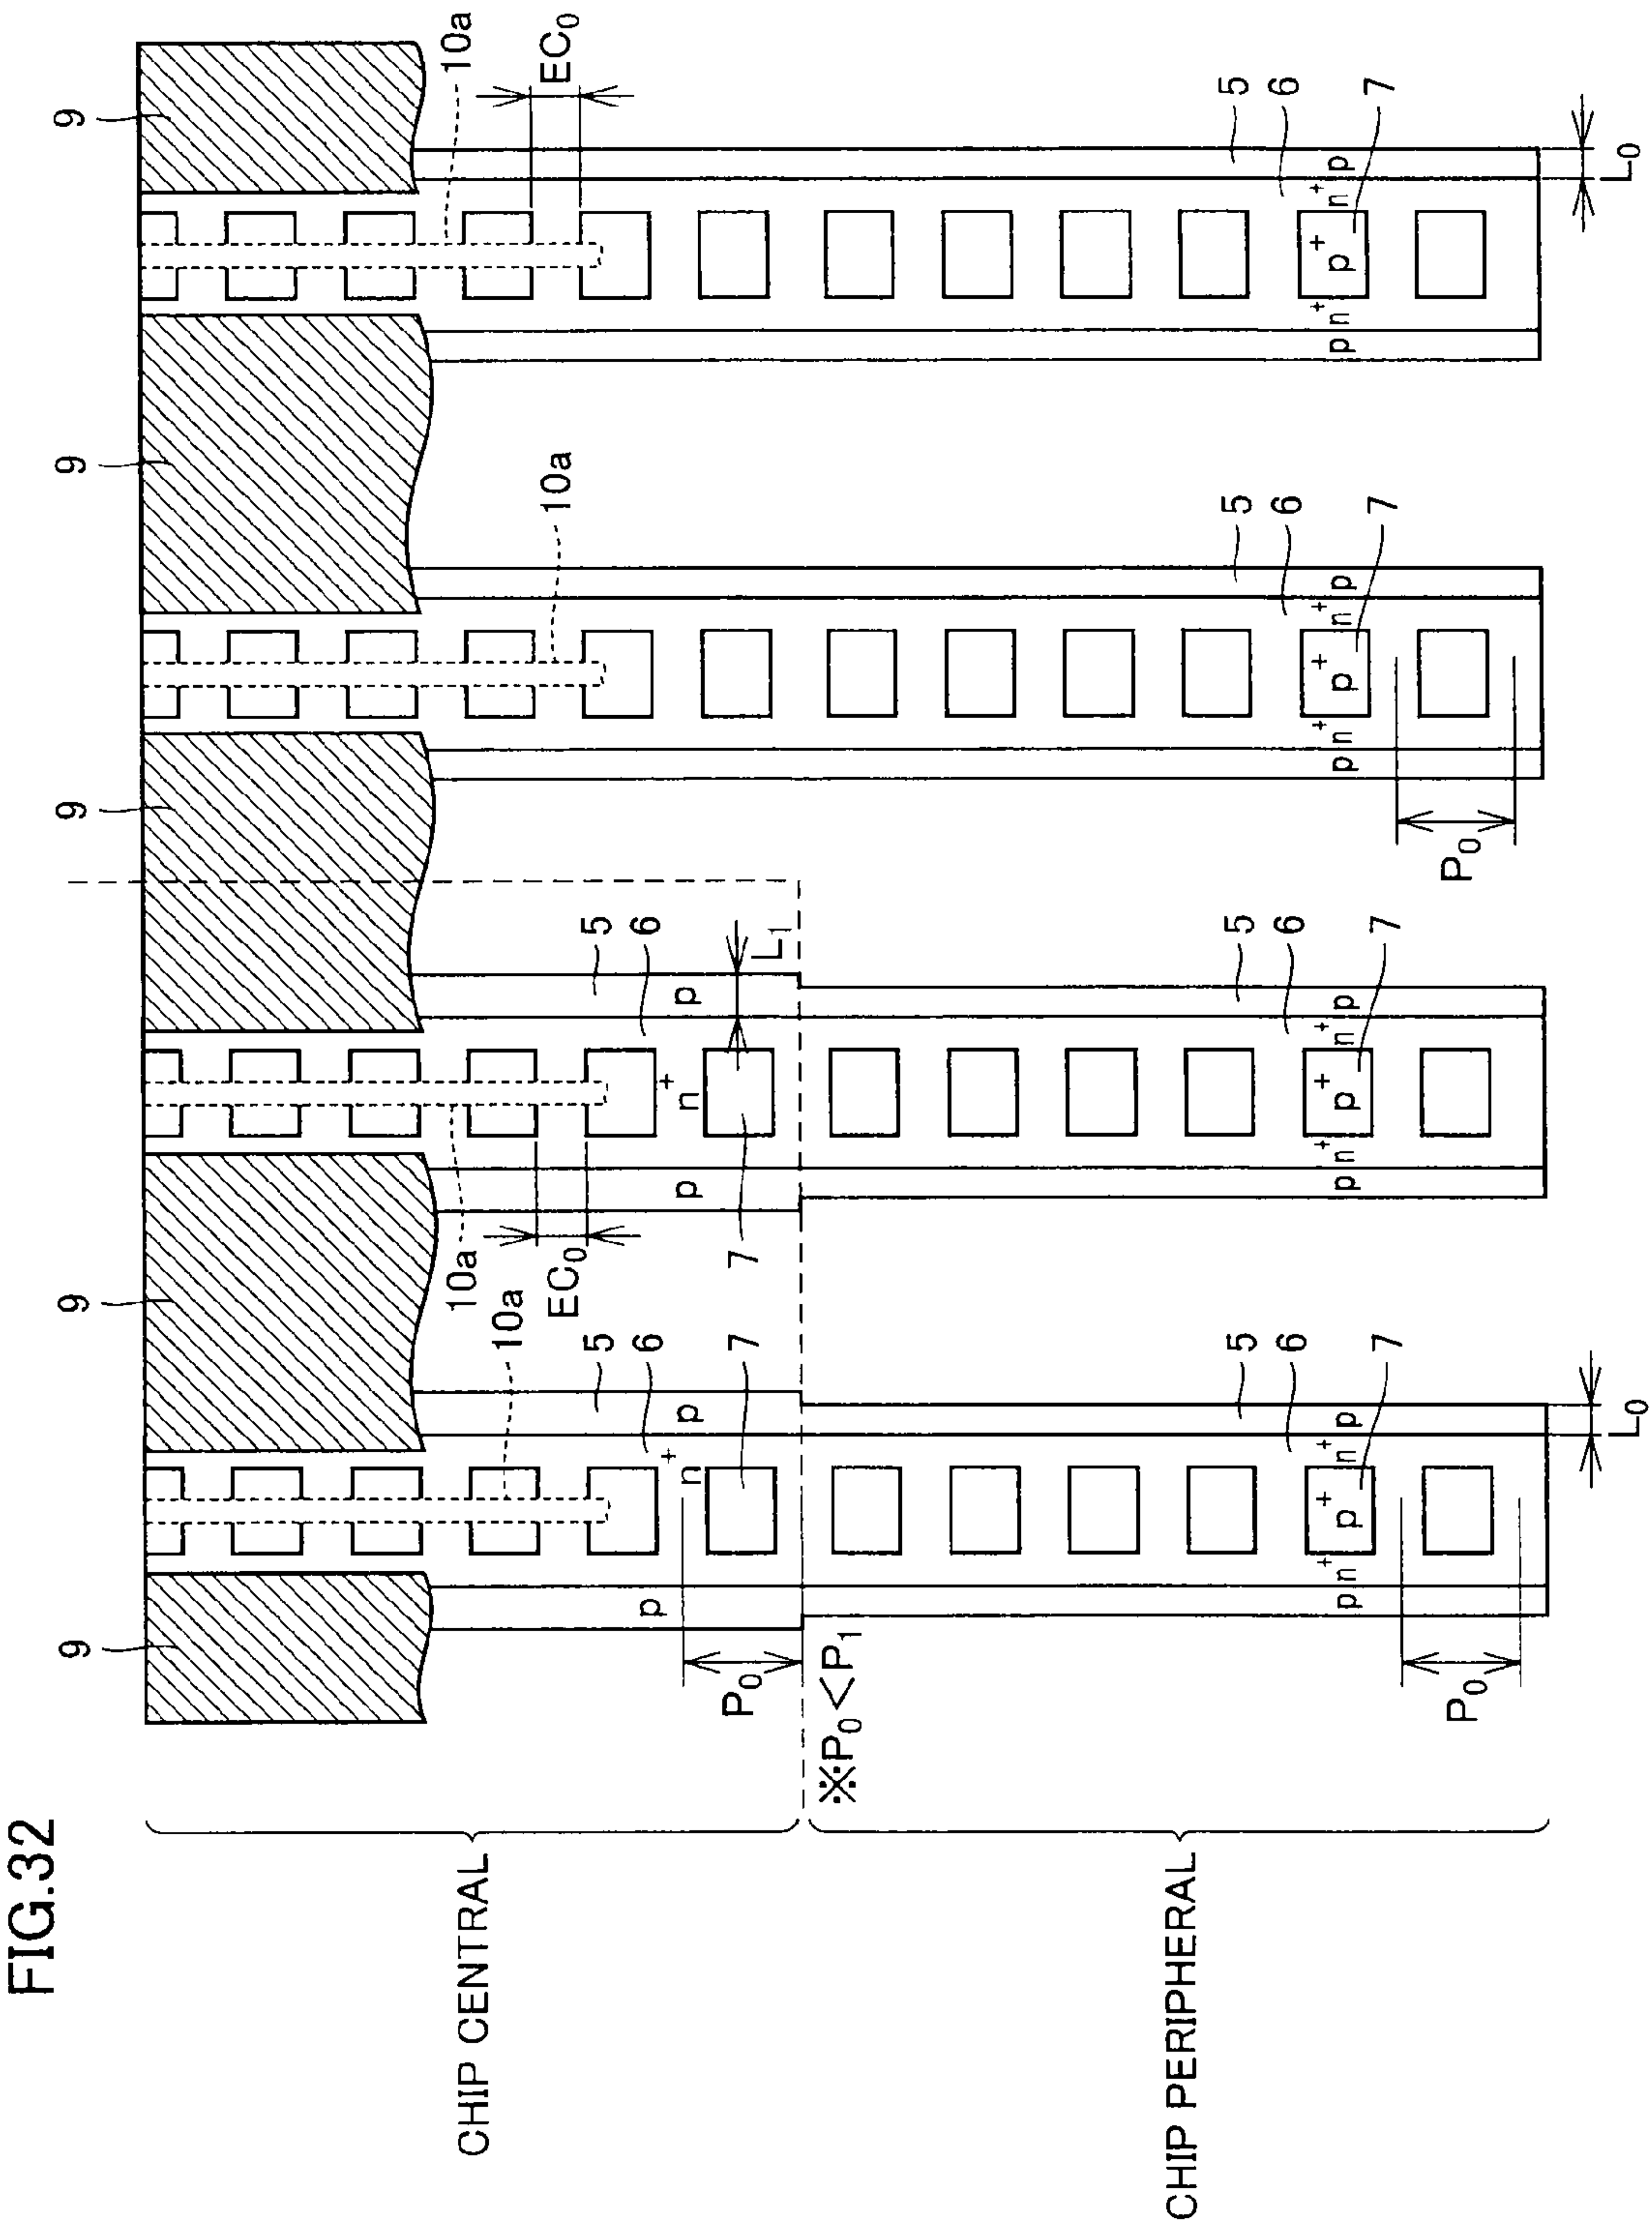 FIG.32
CHIP CENTRAL
CHIP PERIPHERAL
9
9
9
9
9
10a
EC₀
10a
10a
EC₀
10a
5
6
7
L₁
5
6
7
p
p
p
p
n⁺
n⁺
P₀
※P₀<P₁
5
6
7
5
6
7
5
6
7
5
6
7
p n⁺ p⁺ n⁺ p
p n⁺ p⁺ n⁺ p
p n⁺ p⁺ n⁺ p
p n⁺ p⁺ n⁺ p
P₀
P₀
L₀
L₀